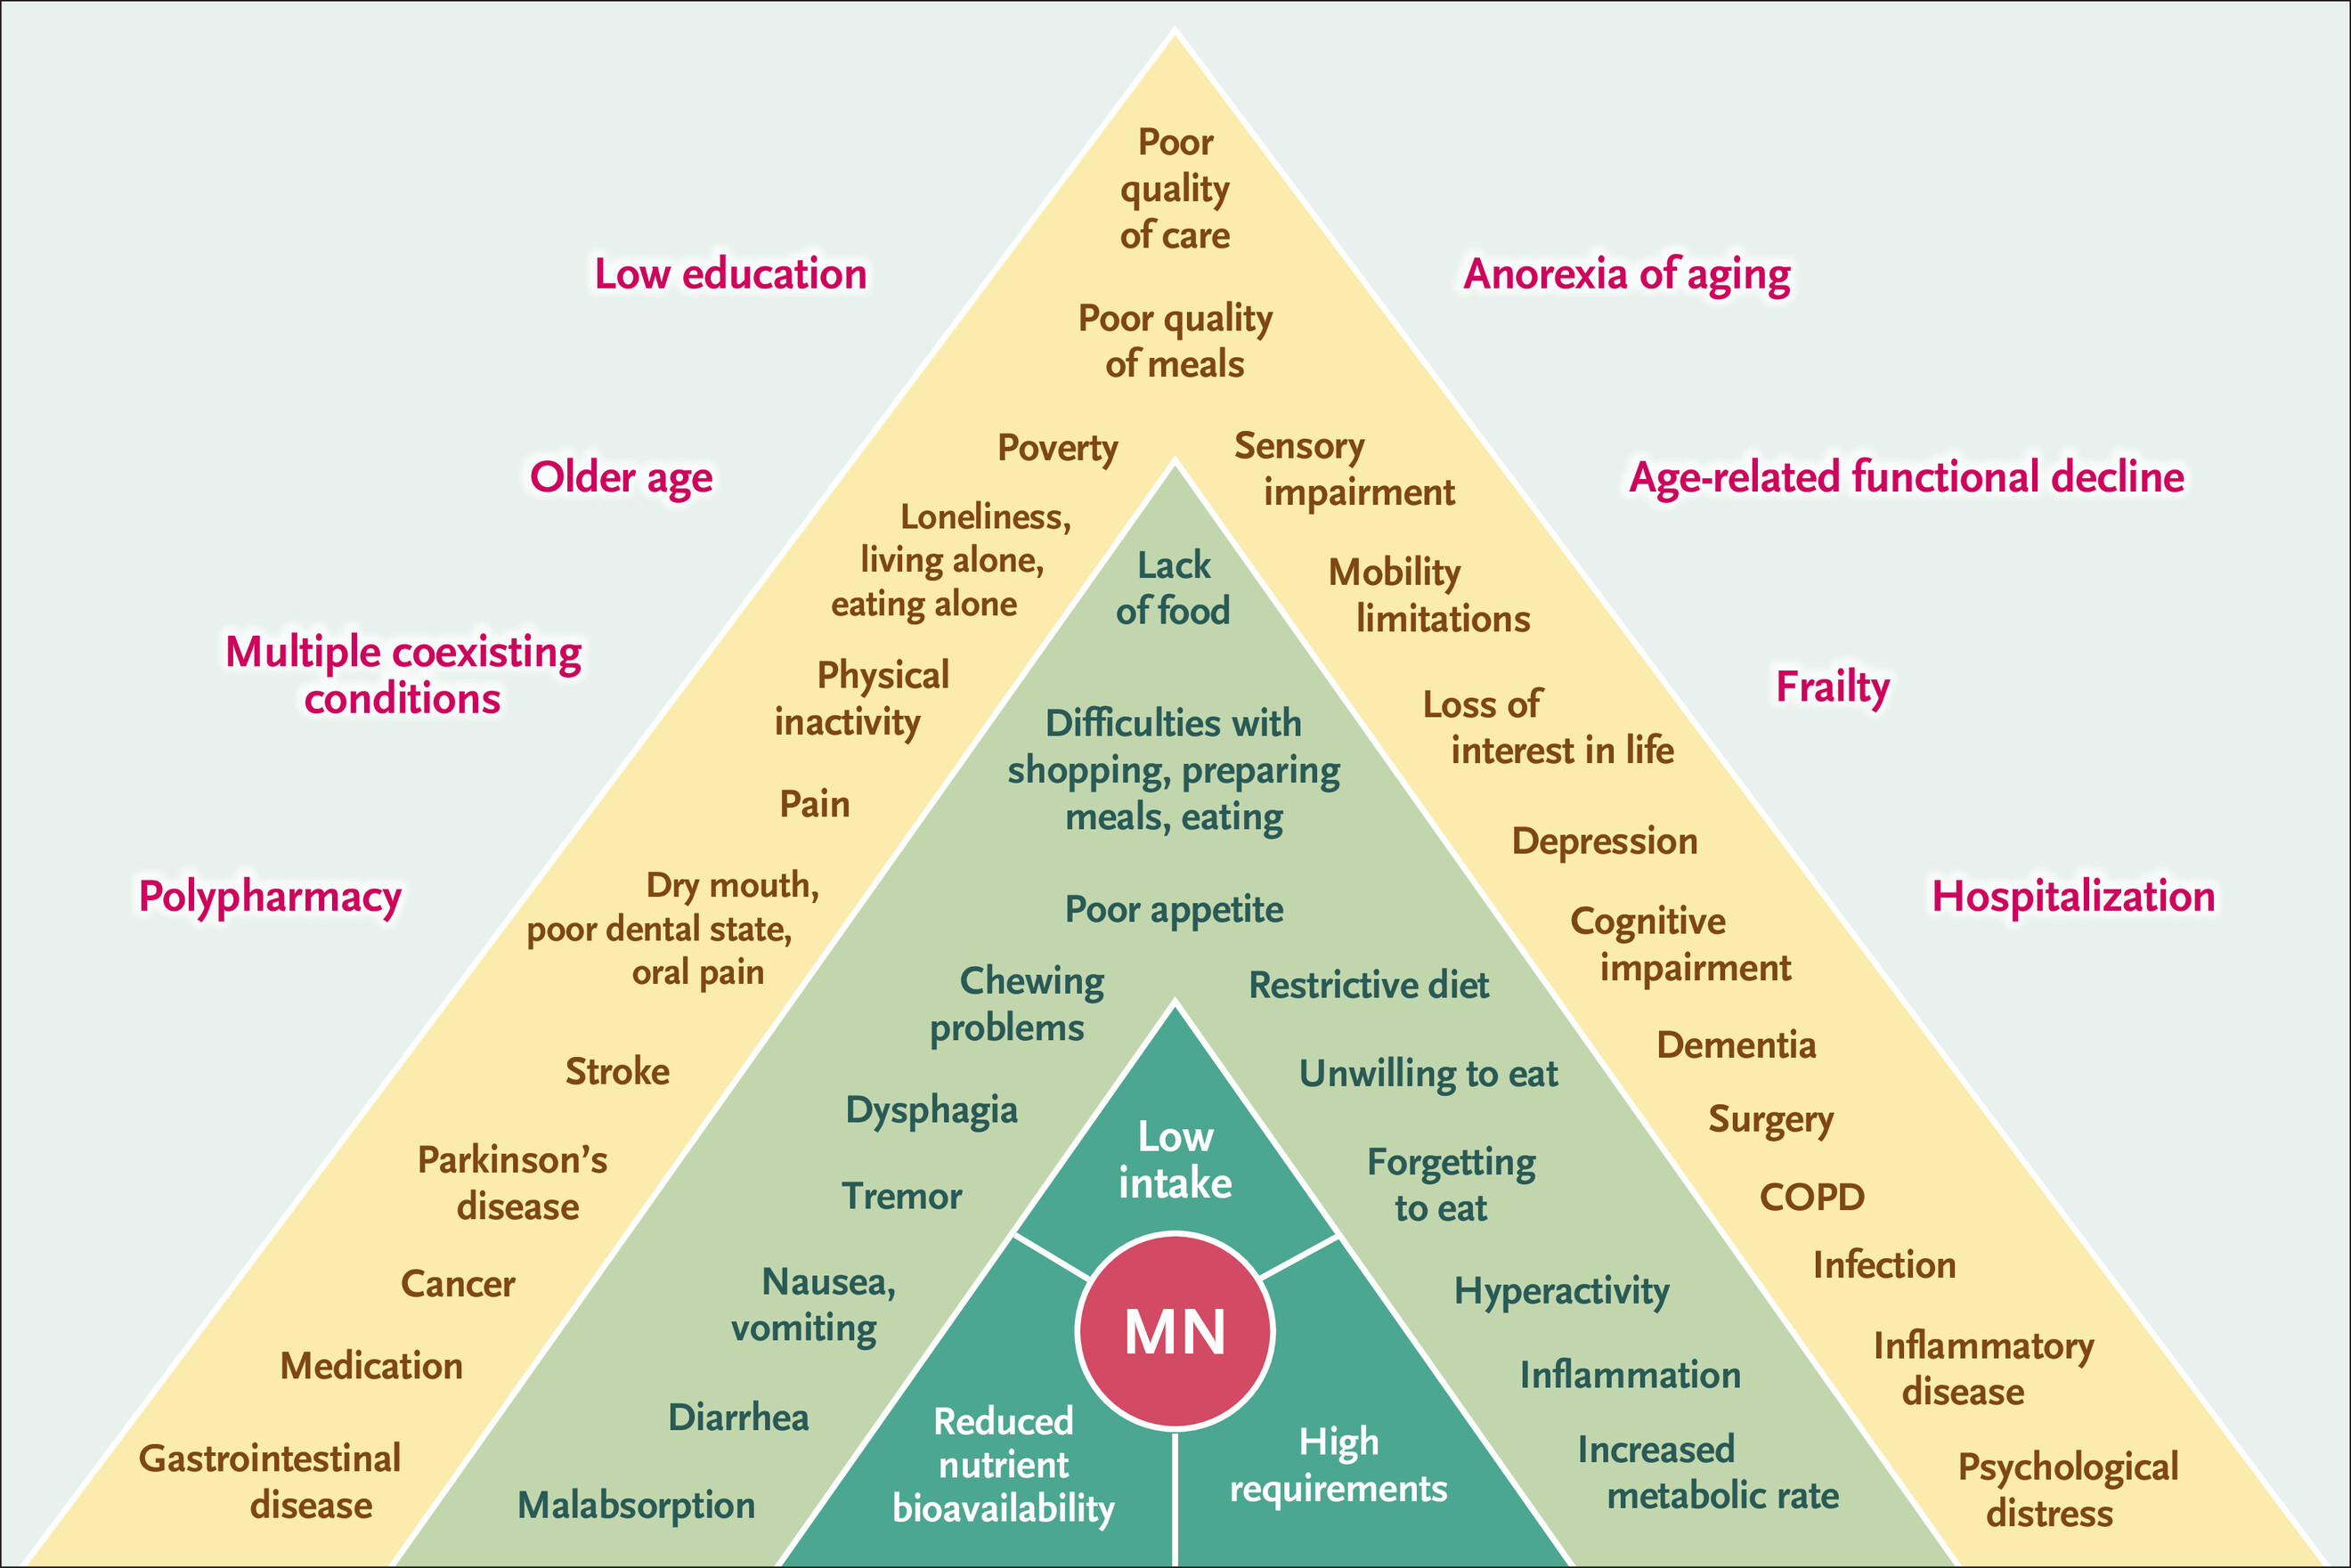 Poor
quality
of care
Low education
Anorexia of aging
Poor quality
of meals
Poverty
Sensory
impairment
Older age
Age-related functional decline
Loneliness,
living alone,
eating alone
Lack
of food
Mobility
limitations
Multiple coexisting
conditions
Physical
inactivity
Difficulties with
shopping, preparing
meals, eating
Loss of
interest in life
Frailty
Pain
Depression
Polypharmacy
Dry mouth,
poor dental state,
oral pain
Poor appetite
Cognitive
impairment
Hospitalization
Chewing
problems
Restrictive diet
Stroke
Unwilling to eat
Dementia
Dysphagia
Low
intake
Surgery
Parkinson’s
disease
Tremor
Forgetting
to eat
COPD
Cancer
Nausea,
vomiting
MN
Hyperactivity
Infection
Medication
Diarrhea
Reduced
nutrient
bioavailability
High
requirements
Inflammation
Inflammatory
disease
Gastrointestinal
disease
Malabsorption
Increased
metabolic rate
Psychological
distress